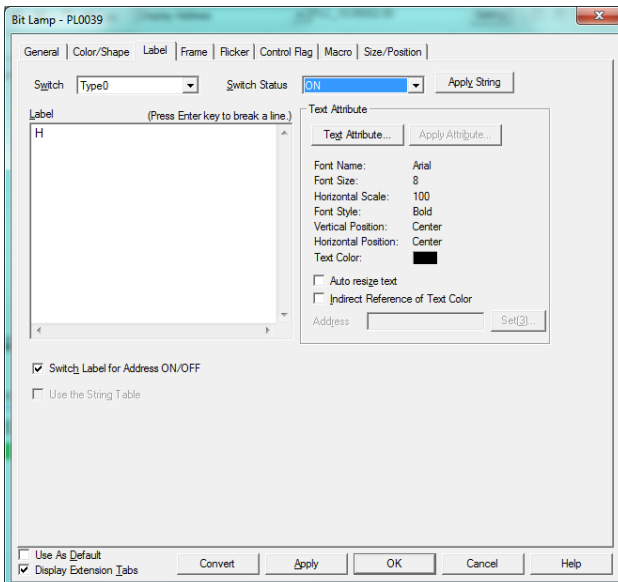 Bit Lamp - PL0039
General Color/Shape Label Frame Flicker Control Flag Macro Size/Position
Switch Type0 Switch Status ON Apply String
Label (Press Enter key to break a line.)
H
Text Attribute
Text Attribute... Apply Attribute...
Font Name: Arial
Font Size: 8
Horizontal Scale: 100
Font Style: Bold
Vertical Position: Center
Horizontal Position: Center
Text Color:
Auto resize text
Indirect Reference of Text Color
Address Set(3)...
Switch Label for Address ON/OFF
Use the String Table
Use As Default
Display Extension Tabs
Convert Apply OK Cancel Help